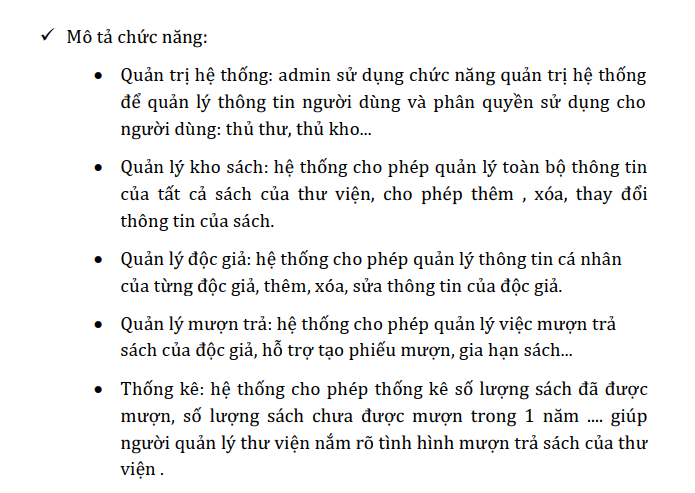 ✓ Mô tả chức năng:
• Quản trị hệ thống: admin sử dụng chức năng quản trị hệ thống
để quản lý thông tin người dùng và phân quyền sử dụng cho
người dùng: thủ thư, thủ kho...
• Quản lý kho sách: hệ thống cho phép quản lý toàn bộ thông tin
của tất cả sách của thư viện, cho phép thêm , xóa, thay đổi
thông tin của sách.
• Quản lý độc giả: hệ thống cho phép quản lý thông tin cá nhân
của từng độc giả, thêm, xóa, sửa thông tin của độc giả.
• Quản lý mượn trả: hệ thống cho phép quản lý việc mượn trả
sách của độc giả, hỗ trợ tạo phiếu mượn, gia hạn sách...
• Thống kê: hệ thống cho phép thống kê số lượng sách đã được
mượn, số lượng sách chưa được mượn trong 1 năm .... giúp
người quản lý thư viện nắm rõ tình hình mượn trả sách của thư
viện .